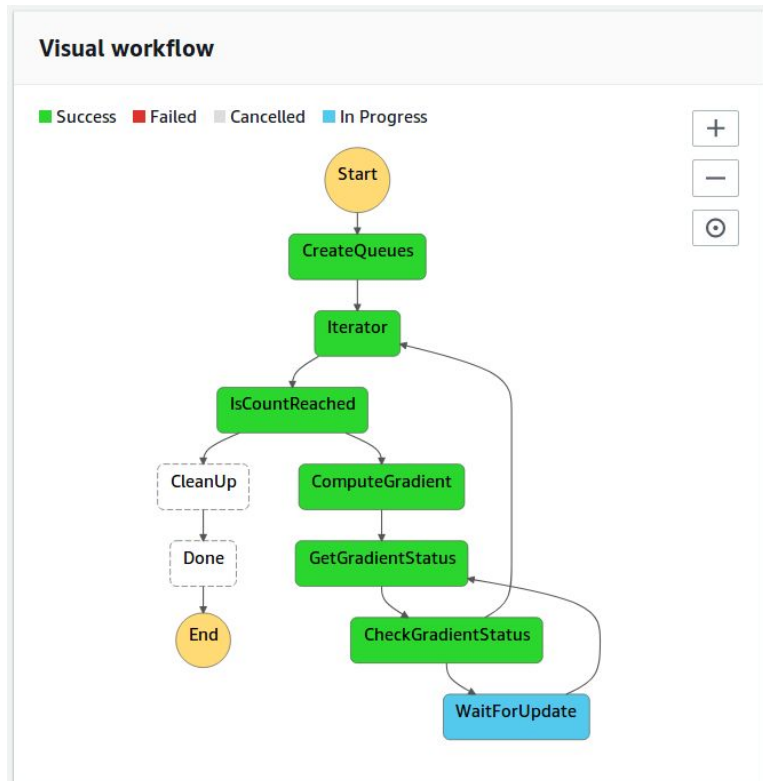 Visual workflow
Success Failed Cancelled In Progress
Start
CreateQueues
Iterator
IsCountReached
CleanUp ComputeGradient
Done GetGradientStatus
End CheckGradientStatus
WaitForUpdate